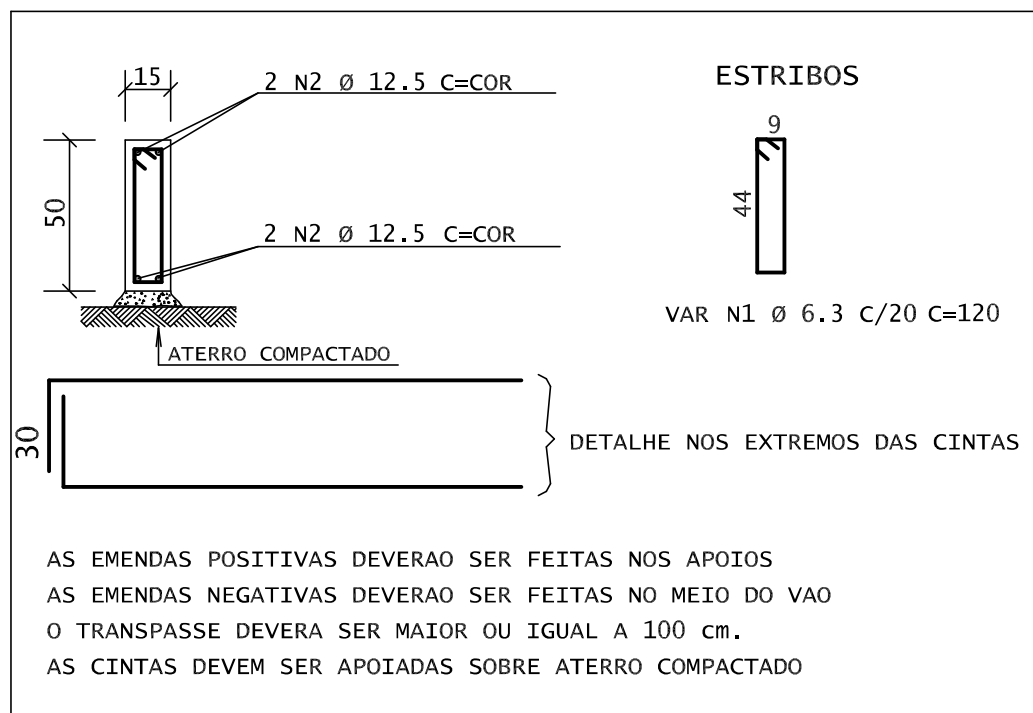 15
2 N2 Ø 12.5 C=COR
50
2 N2 Ø 12.5 C=COR
ATERRO COMPACTADO
ESTRIBOS
9
44
VAR N1 Ø 6.3 C/20 C=120
30
DETALHE NOS EXTREMOS DAS CINTAS
AS EMENDAS POSITIVAS DEVERAO SER FEITAS NOS APOIOS
AS EMENDAS NEGATIVAS DEVERAO SER FEITAS NO MEIO DO VAO
O TRANSPASSE DEVERA SER MAIOR OU IGUAL A 100 cm.
AS CINTAS DEVEM SER APOIADAS SOBRE ATERRO COMPACTADO